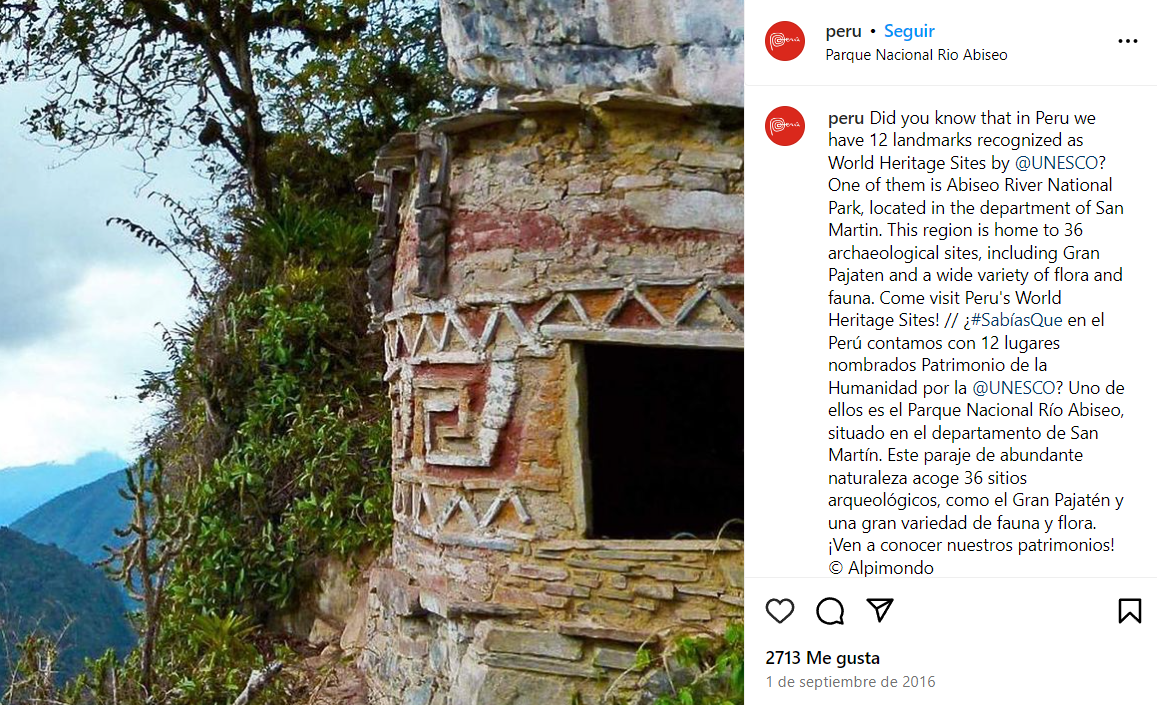 peru • Seguir
Parque Nacional Rio Abiseo
peru Did you know that in Peru we
have 12 landmarks recognized as
World Heritage Sites by @UNESCO?
One of them is Abiseo River National
Park, located in the department of San
Martin. This region is home to 36
archaeological sites, including Gran
Pajaten and a wide variety of flora and
fauna. Come visit Peru's World
Heritage Sites! // ¿#SabíasQue en el
Perú contamos con 12 lugares
nombrados Patrimonio de la
Humanidad por la @UNESCO? Uno de
ellos es el Parque Nacional Río Abiseo,
situado en el departamento de San
Martín. Este paraje de abundante
naturaleza acoge 36 sitios
arqueológicos, como el Gran Pajatén y
una gran variedad de fauna y flora.
¡Ven a conocer nuestros patrimonios!
© Alpimondo
2713 Me gusta
1 de septiembre de 2016